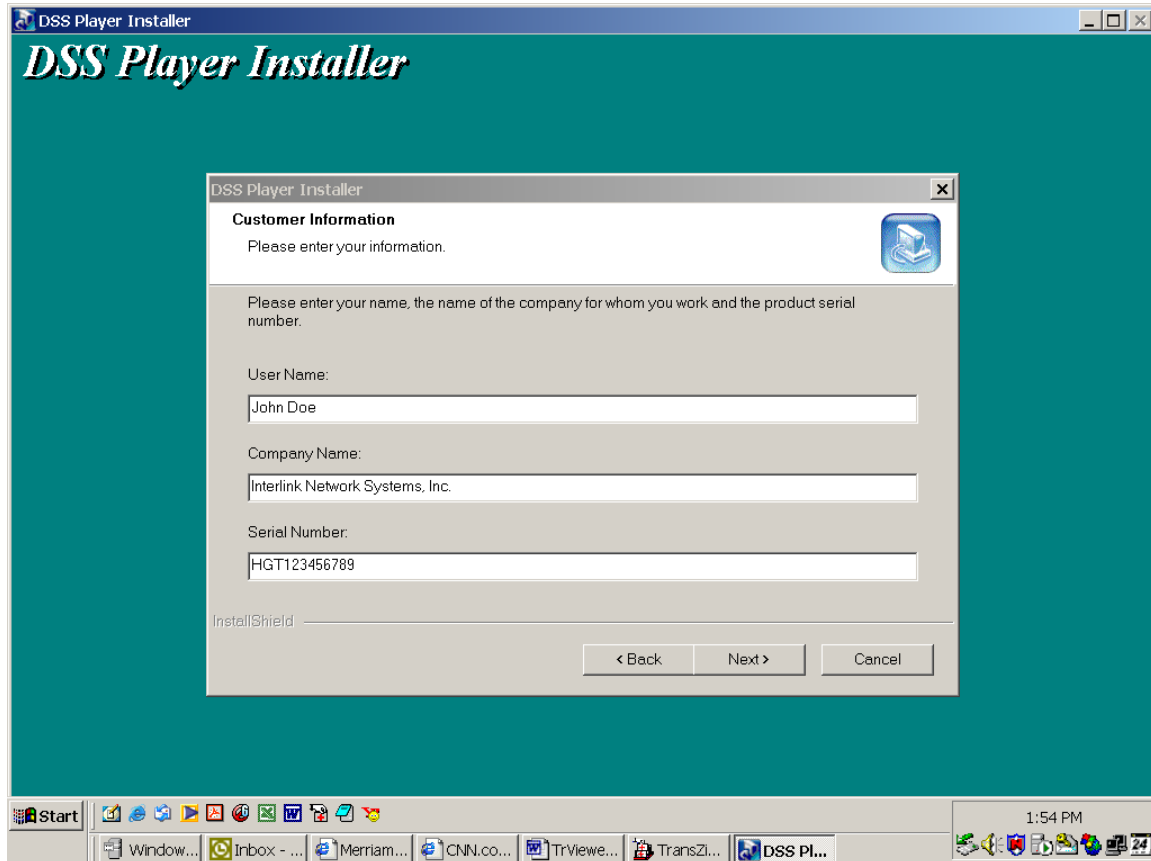 DSS Player Installer
DSS Player Installer
DSS Player Installer
Customer Information
Please enter your information.
Please enter your name, the name of the company for whom you work and the product serial
number.
User Name:
John Doe
Company Name:
Interlink Network Systems, Inc.
Serial Number:
HGT123456789
InstallShield
< Back
Next >
Cancel
Start
1:54 PM
Window...
Inbox - ...
Merriam...
CNN.co...
TrViewe...
TransZi...
DSS Pl...
24